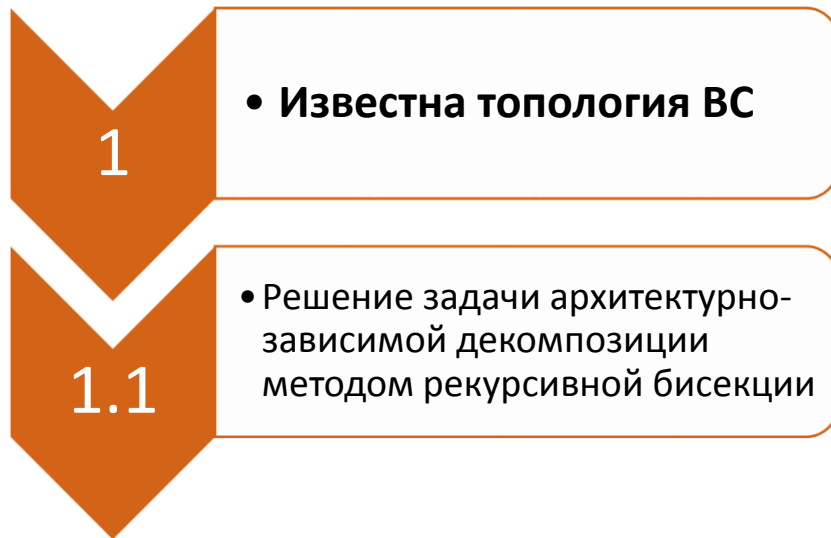 1
• Известна топология ВС
1.1
• Решение задачи архитектурно-
зависимой декомпозиции
методом рекурсивной бисекции